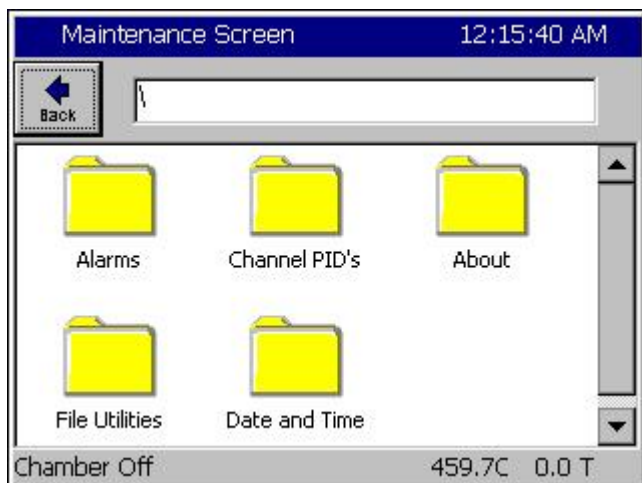 Maintenance Screen 12:15:40 AM
Back \
Alarms Channel PID's About
File Utilities Date and Time
Chamber Off 459.7C 0.0 T